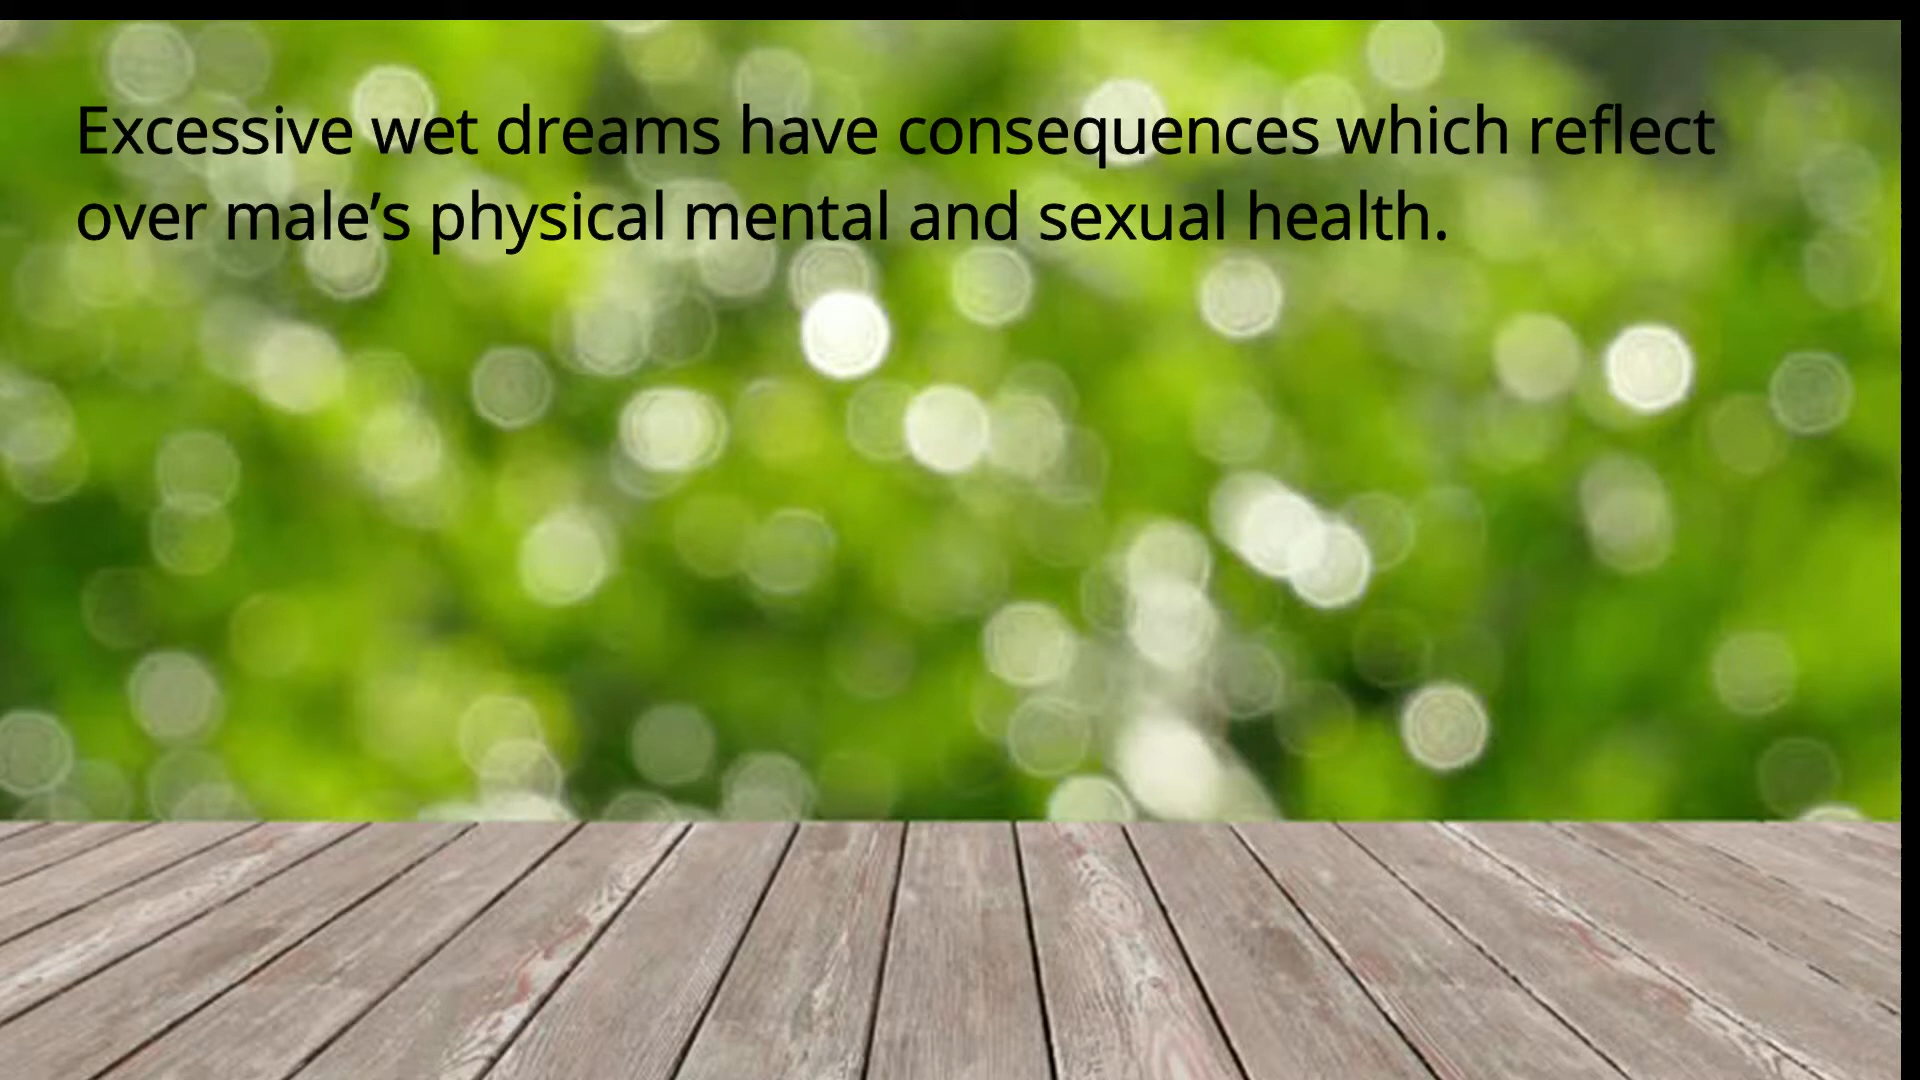 Excessive wet dreams have consequences which reflect
over male’s physical mental and sexual health.